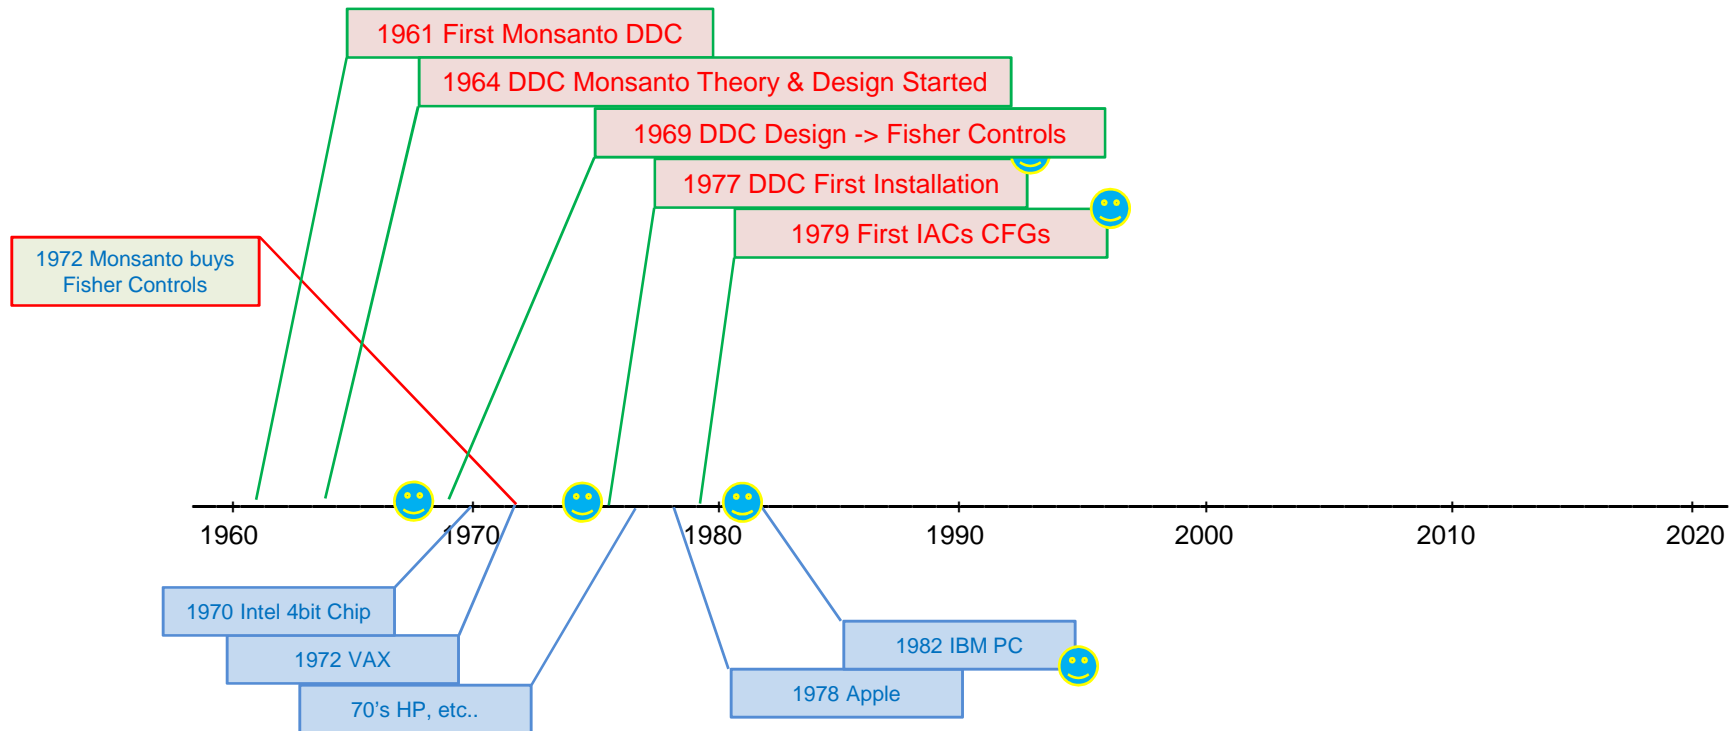 1961 First Monsanto DDC
1964 DDC Monsanto Theory & Design Started
1969 DDC Design -> Fisher Controls
1977 DDC First Installation
1979 First IACs CFGs
1972 Monsanto buys
Fisher Controls
1960
1970
1980
1990
2000
2010
2020
1970 Intel 4bit Chip
1972 VAX
70's HP, etc..
1982 IBM PC
1978 Apple